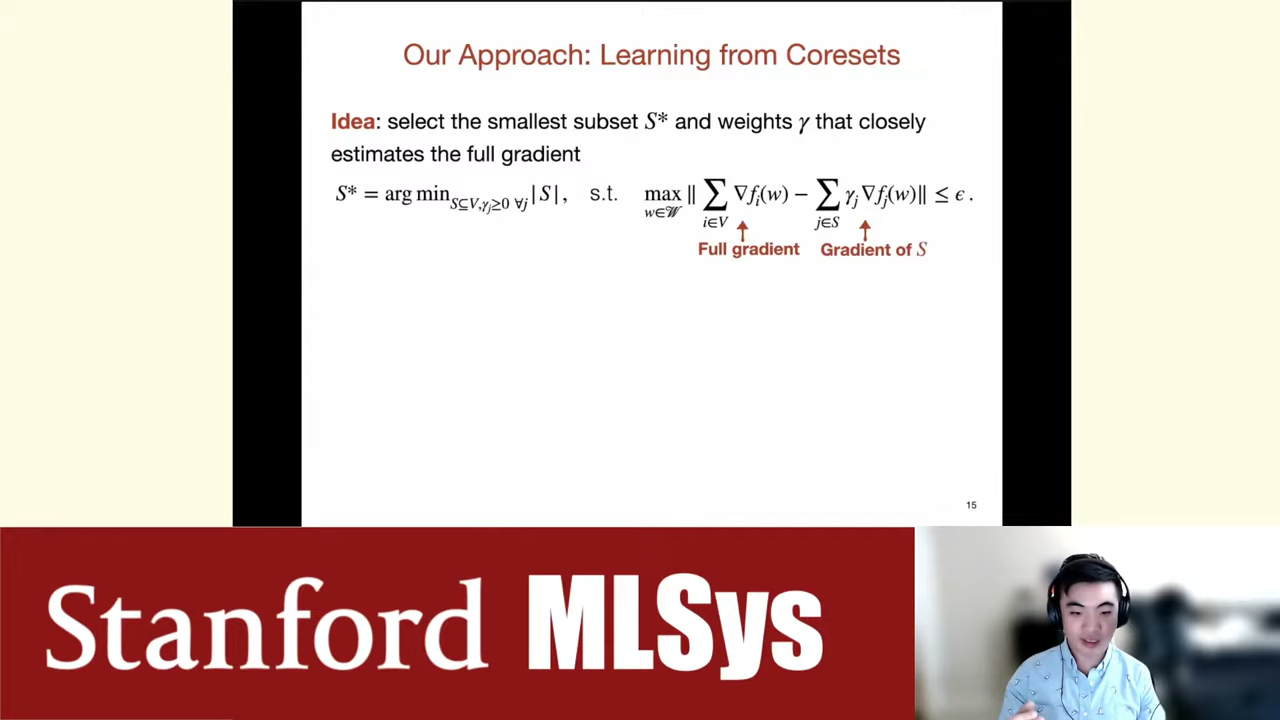 Our Approach: Learning from Coresets
Idea: select the smallest subset S* and weights γ that closely
estimates the full gradient
S* = arg min_{S⊆V,γ_j≥0 ∀j} |S|, s.t. max_{w∈𝒲} ‖ ∑_{i∈V} ∇f_i(w) − ∑_{j∈S} γ_j ∇f_j(w)‖ ≤ ϵ.
Full gradient Gradient of S
15
Stanford MLSys